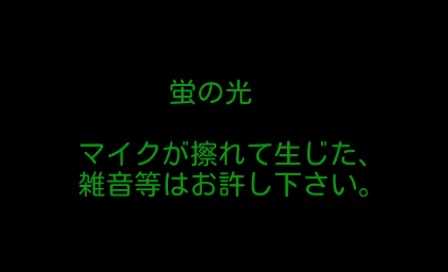 蛍の光
マイクが擦れて生じた、
雑音等はお許し下さい。